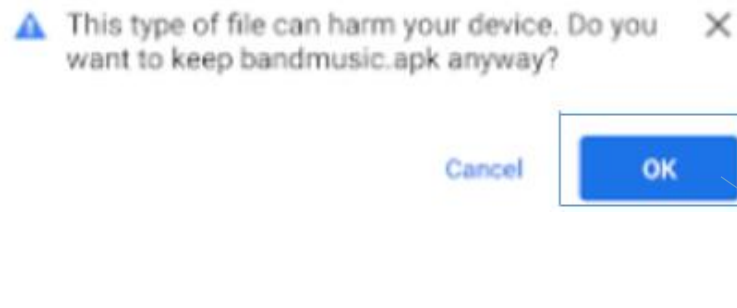 This type of file can harm your device. Do you
want to keep bandmusic.apk anyway?
Cancel
OK